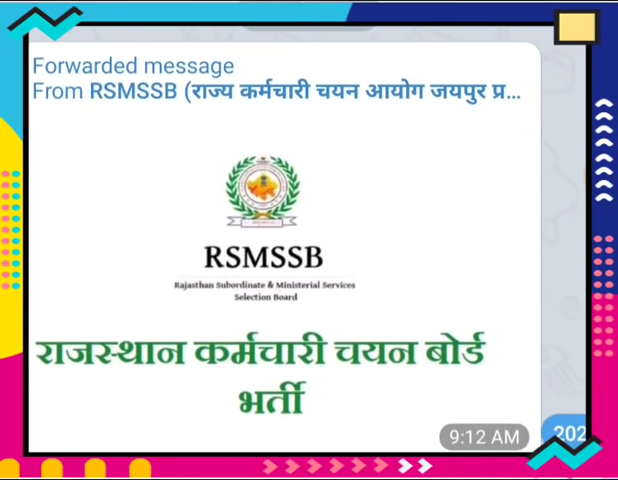 Forwarded message
From RSMSSB (राज्य कर्मचारी चयन आयोग जयपुर प्र...
RSMSSB
Rajasthan Subordinate & Ministerial Services
Selection Board
राजस्थान कर्मचारी चयन बोर्ड
भर्ती
9:12 AM
202